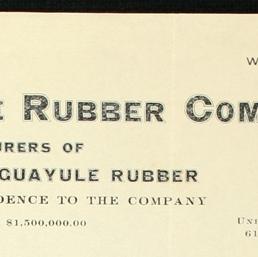 W
E RUBBER COM
URERS OF
GUAYULE RUBBER
DENCE TO THE COMPANY
$1,500,000.00
UNI
61